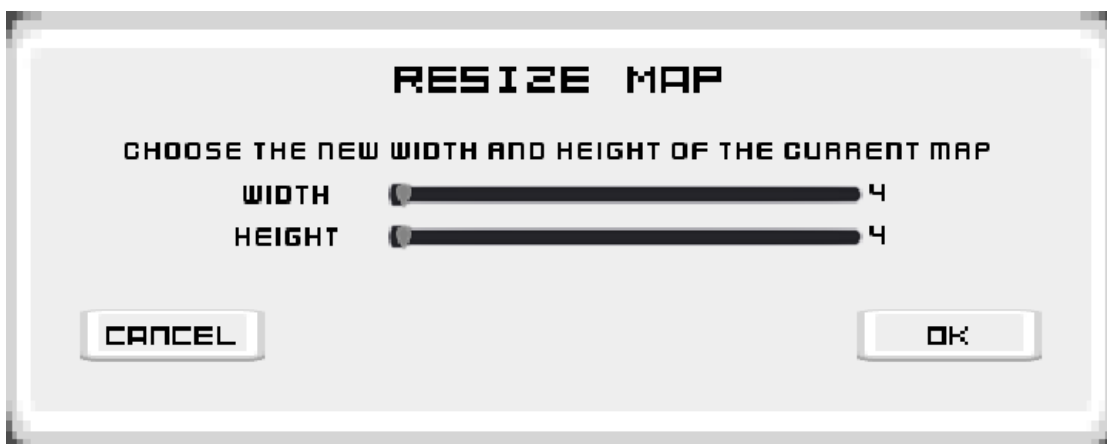 RESIZE MAP
CHOOSE THE NEW WIDTH AND HEIGHT OF THE CURRENT MAP
WIDTH 4
HEIGHT 4
CANCEL OK